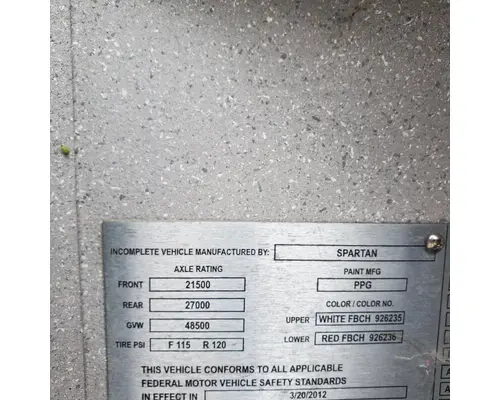 INCOMPLETE VEHICLE MANUFACTURED BY: SPARTAN
AXLE RATING PAINT MFG
FRONT 21500 PPG
REAR 27000 COLOR / COLOR NO.
GVW 48500 UPPER WHITE FBCH 926235
TIRE PSI F 115 R 120 LOWER RED FBCH 926236
THIS VEHICLE CONFORMS TO ALL APPLICABLE
FEDERAL MOTOR VEHICLE SAFETY STANDARDS
IN EFFECT IN 3/20/2012